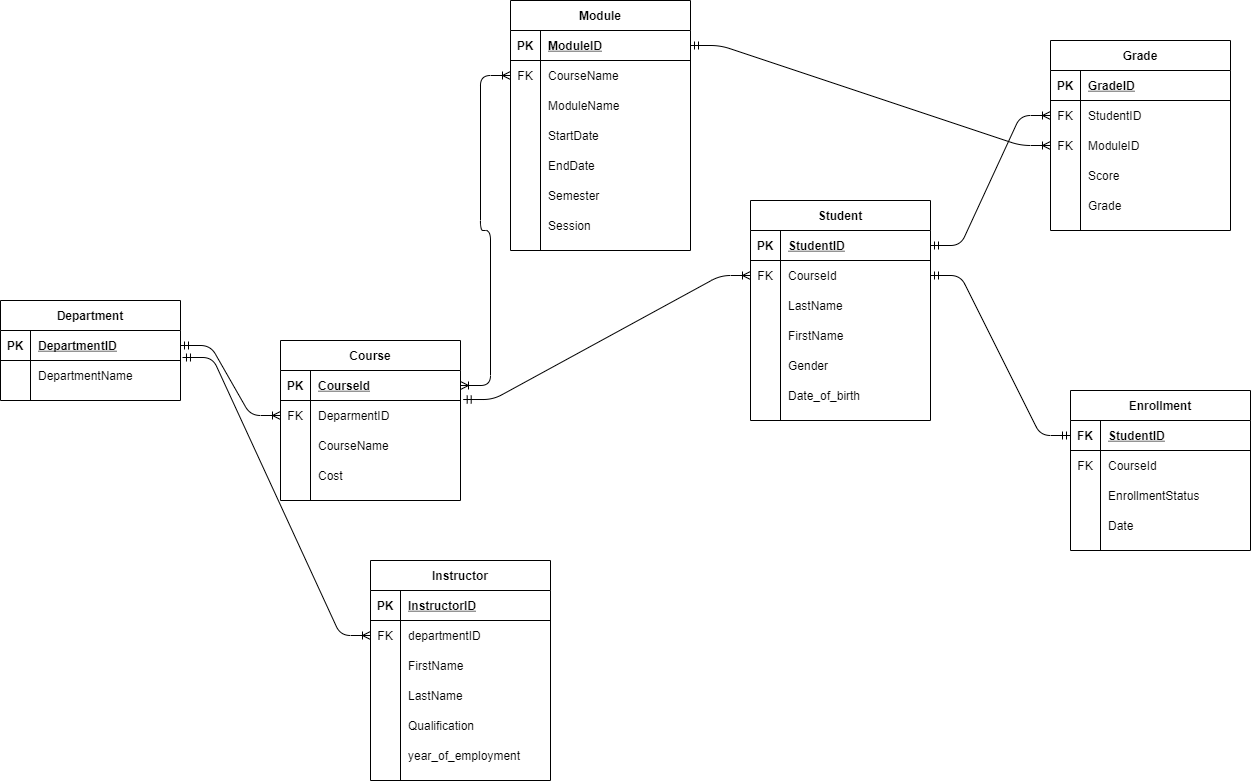 Module
PK ModuleID
FK CourseName
ModuleName
StartDate
EndDate
Semester
Session
Grade
PK GradeID
FK StudentID
FK ModuleID
Score
Grade
Student
PK StudentID
FK CourseId
LastName
FirstName
Gender
Date_of_birth
Department
PK DepartmentID
DepartmentName
Course
PK CourseId
FK DeparmentID
CourseName
Cost
Enrollment
FK StudentID
FK CourseId
EnrollmentStatus
Date
Instructor
PK InstructorID
FK departmentID
FirstName
LastName
Qualification
year_of_employment